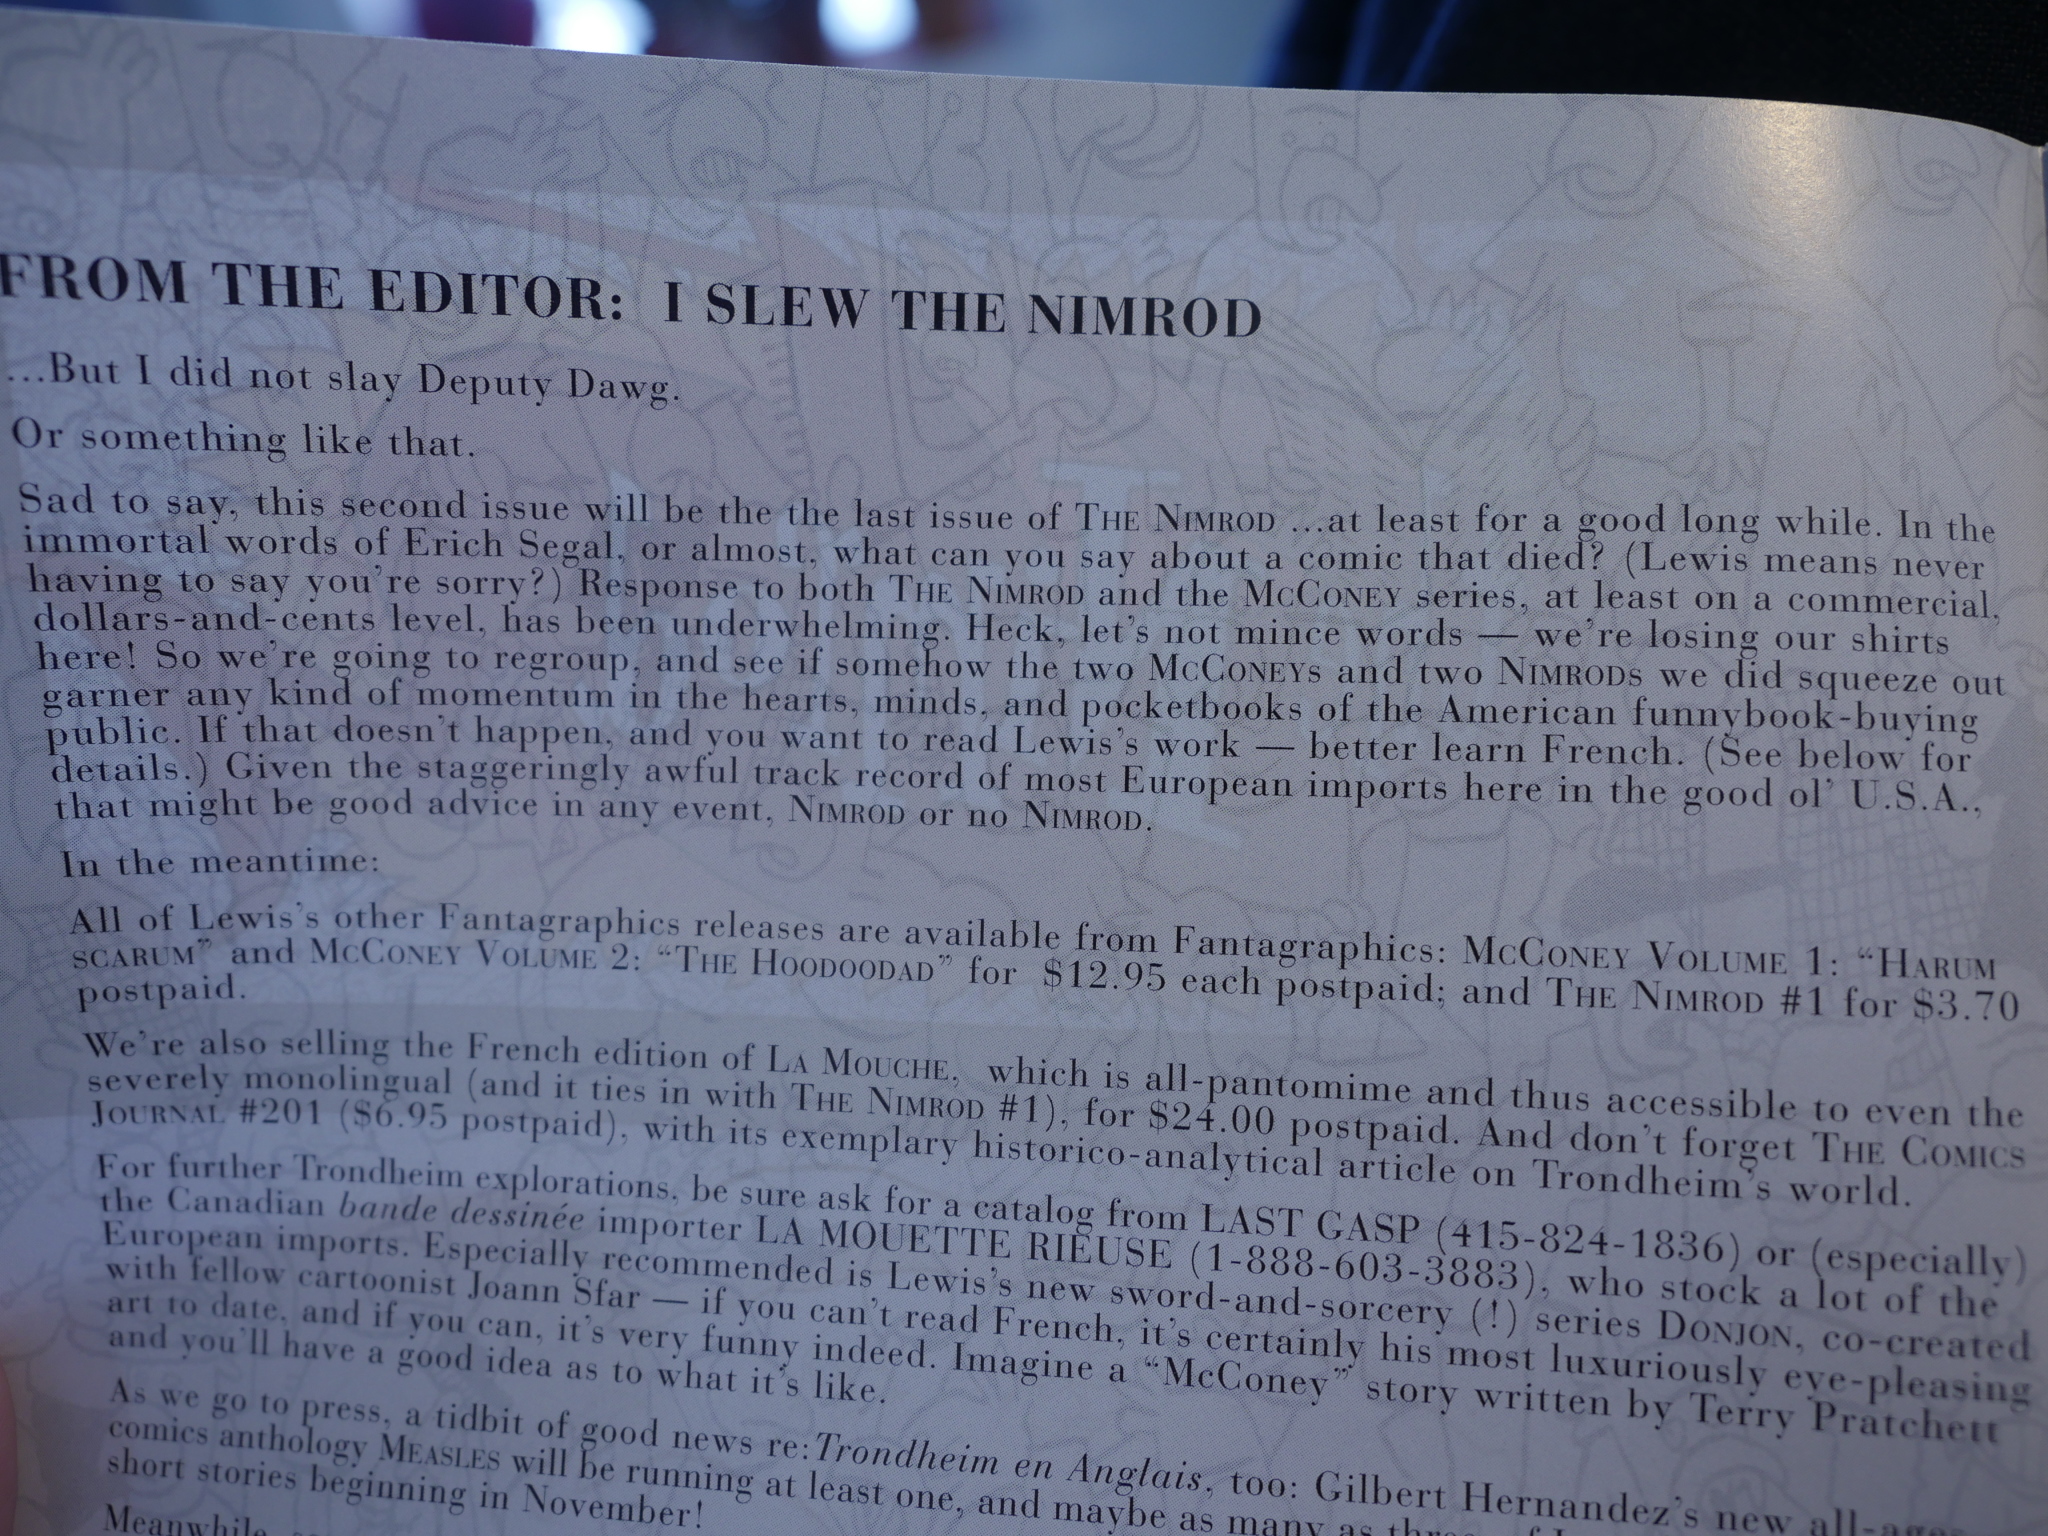 FROM THE EDITOR: I SLEW THE NIMROD
...But I did not slay Deputy Dawg.
Or something like that.
Sad to say, this second issue will be the the last issue of THE NIMROD ...at least for a good long while. In the
immortal words of Erich Segal, or almost, what can you say about a comic that died? (Lewis means never
having to say you're sorry?) Response to both THE NIMROD and the MCCONEY series, at least on a commercial,
dollars-and-cents level, has been underwhelming. Heck, let's not mince words — we're losing our shirts
here! So we're going to regroup, and see if somehow the two MCCONEYS and two NIMRODS we did squeeze out
garner any kind of momentum in the hearts, minds, and pocketbooks of the American funnybook-buying
public. If that doesn't happen, and you want to read Lewis's work — better learn French. (See below for
details.) Given the staggeringly awful track record of most European imports here in the good ol' U.S.A.,
that might be good advice in any event, NIMROD or no NIMROD.
In the meantime:
All of Lewis's other Fantagraphics releases are available from Fantagraphics: MCCONEY VOLUME 1: “HARUM
SCARUM” and MCCONEY VOLUME 2: “THE HOODOODAD” for $12.95 each postpaid; and THE NIMROD #1 for $3.70
postpaid.
We're also selling the French edition of LA MOUCHE, which is all-pantomime and thus accessible to even the
severely monolingual (and it ties in with THE NIMROD #1), for $24.00 postpaid. And don't forget THE COMICS
JOURNAL #201 ($6.95 postpaid), with its exemplary historico-analytical article on Trondheim's world.
For further Trondheim explorations, be sure ask for a catalog from LAST GASP (415-824-1836) or (especially)
the Canadian bande dessinée importer LA MOUETTE RIEUSE (1-888-603-3883), who stock a lot of the
European imports. Especially recommended is Lewis's new sword-and-sorcery (!) series DONJON, co-created
with fellow cartoonist Joann Sfar — if you can't read French, it's certainly his most luxuriously eye-pleasing
art to date, and if you can, it's very funny indeed. Imagine a “McConey” story written by Terry Pratchett
and you'll have a good idea as to what it's like.
As we go to press, a tidbit of good news re: Trondheim en Anglais, too: Gilbert Hernandez's new all-ages
comics anthology MEASLES will be running at least one, and maybe as many as three of
short stories beginning in November!
Meanwhile,